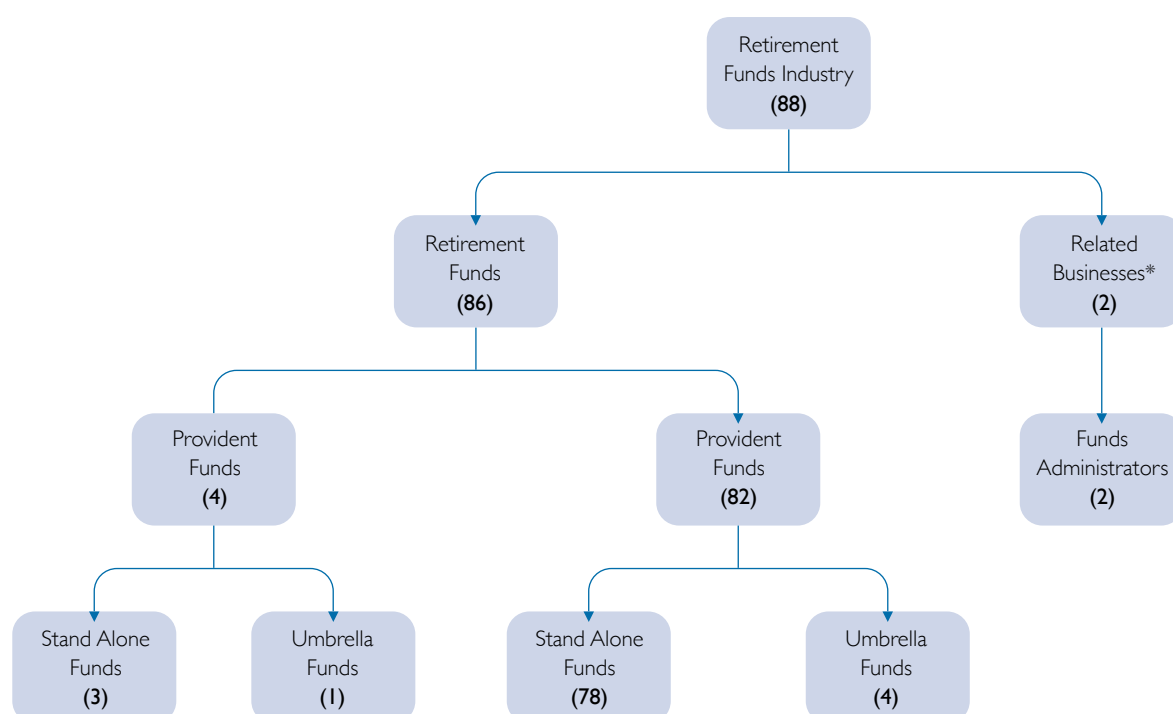 Retirement
Funds Industry
(88)
Retirement
Funds
(86)
Related
Businesses*
(2)
Provident
Funds
(4)
Provident
Funds
(82)
Funds
Administrators
(2)
Stand Alone
Funds
(3)
Umbrella
Funds
(1)
Stand Alone
Funds
(78)
Umbrella
Funds
(4)